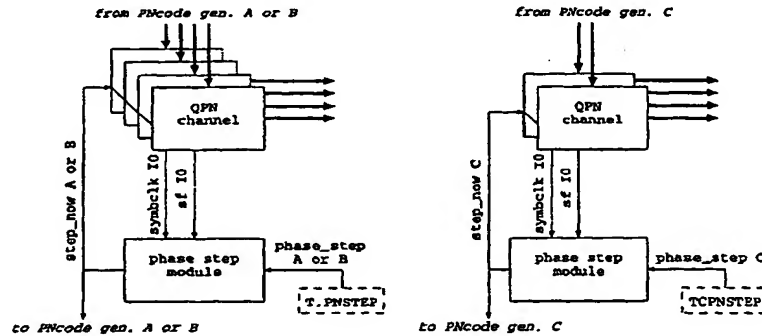 from PNcode gen. A or B
QPN
channel
step_now A or B
symbclk I0
sf I0
phase step
module
phase_step
A or B
T.PNSTEP
to PNcode gen. A or B
from PNcode gen. C
QPN
channel
step_now C
symbclk I0
sf I0
phase step
module
phase_step C
TCPNSTEP
to PNcode gen. C